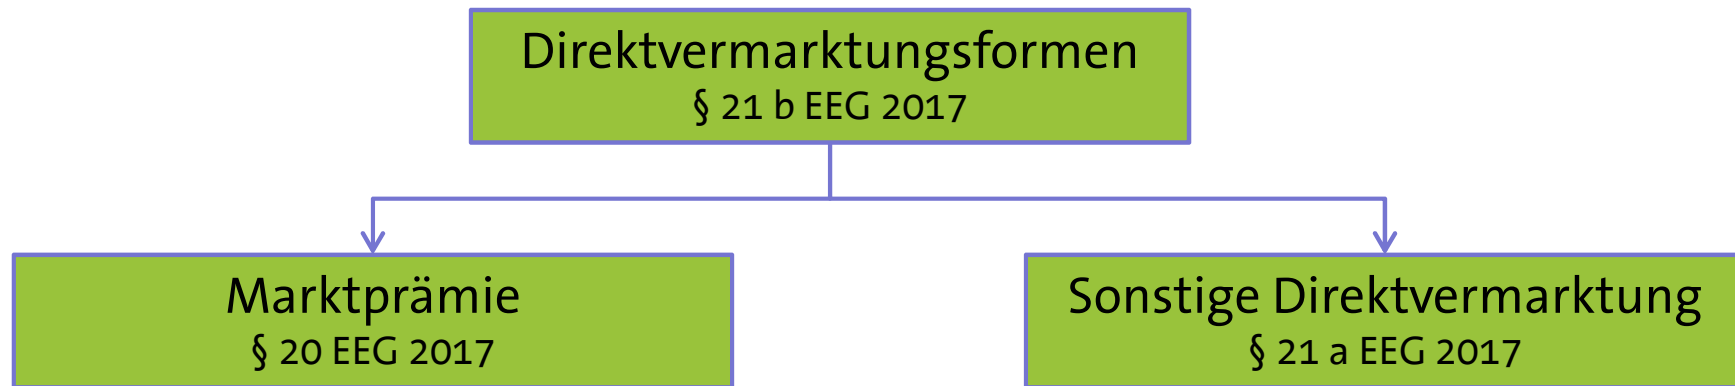 Direktvermarktungsformen
§ 21 b EEG 2017
Marktprämie
§ 20 EEG 2017
Sonstige Direktvermarktung
§ 21 a EEG 2017